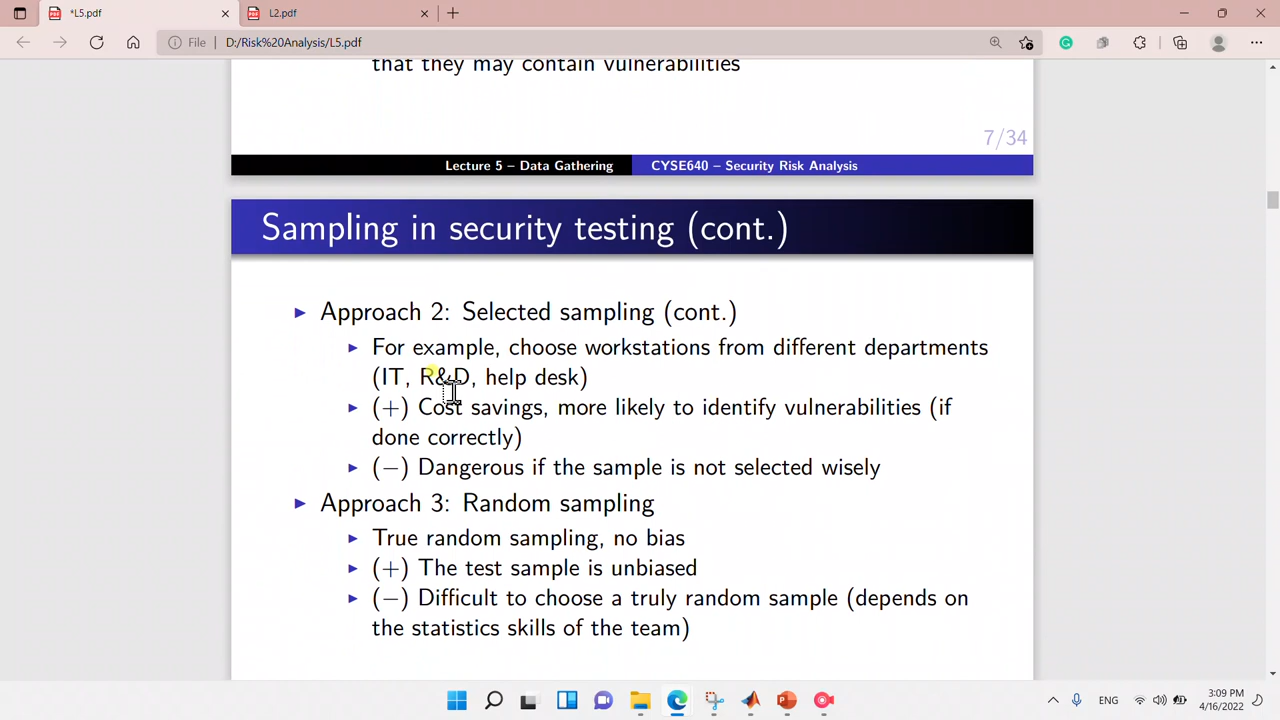 *L5.pdf
L2.pdf
File
D:/Risk%20Analysis/L5.pdf
that they may contain vulnerabilities
7/34
Lecture 5 – Data Gathering
CYSE640 – Security Risk Analysis
Sampling in security testing (cont.)
Approach 2: Selected sampling (cont.)
For example, choose workstations from different departments
(IT, R&D, help desk)
(+) Cost savings, more likely to identify vulnerabilities (if
done correctly)
(−) Dangerous if the sample is not selected wisely
Approach 3: Random sampling
True random sampling, no bias
(+) The test sample is unbiased
(−) Difficult to choose a truly random sample (depends on
the statistics skills of the team)
ENG
3:09 PM
4/16/2022